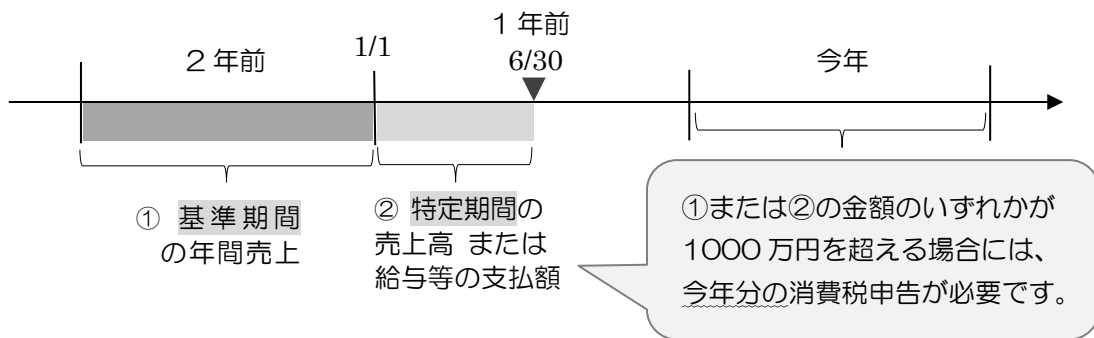 2 年前
1/1
1 年前
6/30
今年
① 基準期間
の年間売上
② 特定期間の
売上高 または
給与等の支払額
①または②の金額のいずれかが
1000 万円を超える場合には、
今年分の消費税申告が必要です。